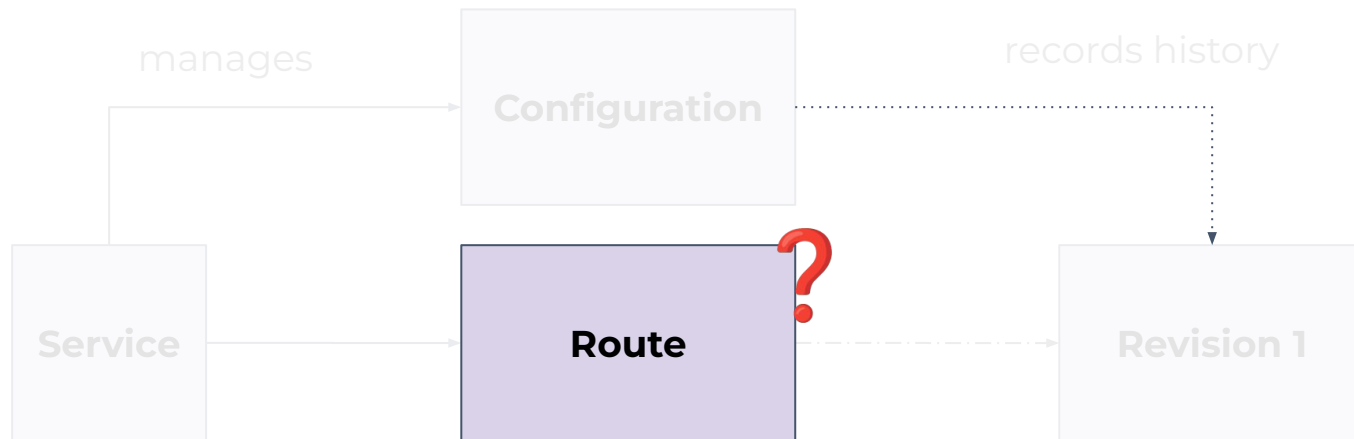 manages
records history
Configuration
Service
Route
Revision 1